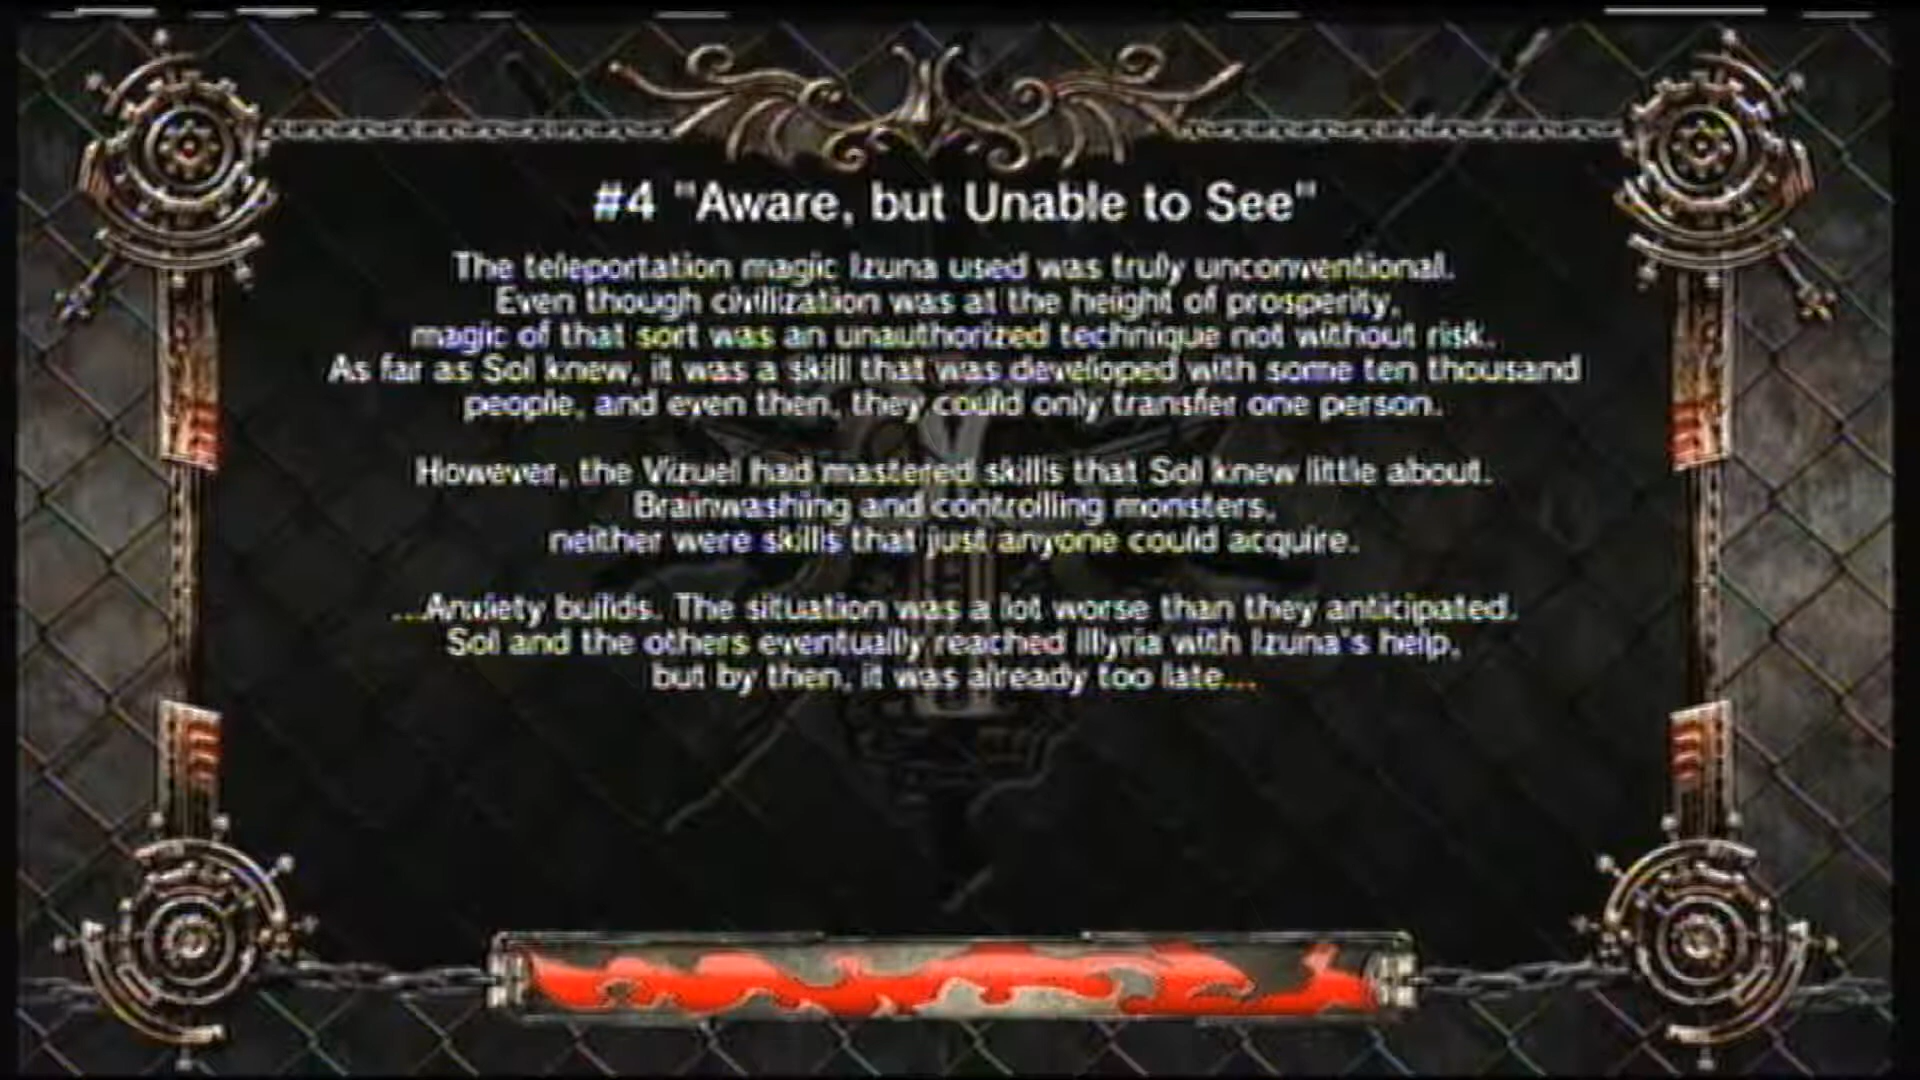 #4 "Aware, but Unable to See"
The teleportation magic Izuna used was truly unconventional.
Even though civilization was at the height of prosperity,
magic of that sort was an unauthorized technique not without risk.
As far as Sol knew, it was a skill that was developed with some ten thousand
people, and even then, they could only transfer one person.
However, the Vizuel had mastered skills that Sol knew little about.
Brainwashing and controlling monsters,
neither were skills that just anyone could acquire.
...Anxiety builds. The situation was a lot worse than they anticipated.
Sol and the others eventually reached Illyria with Izuna's help,
but by then, it was already too late...